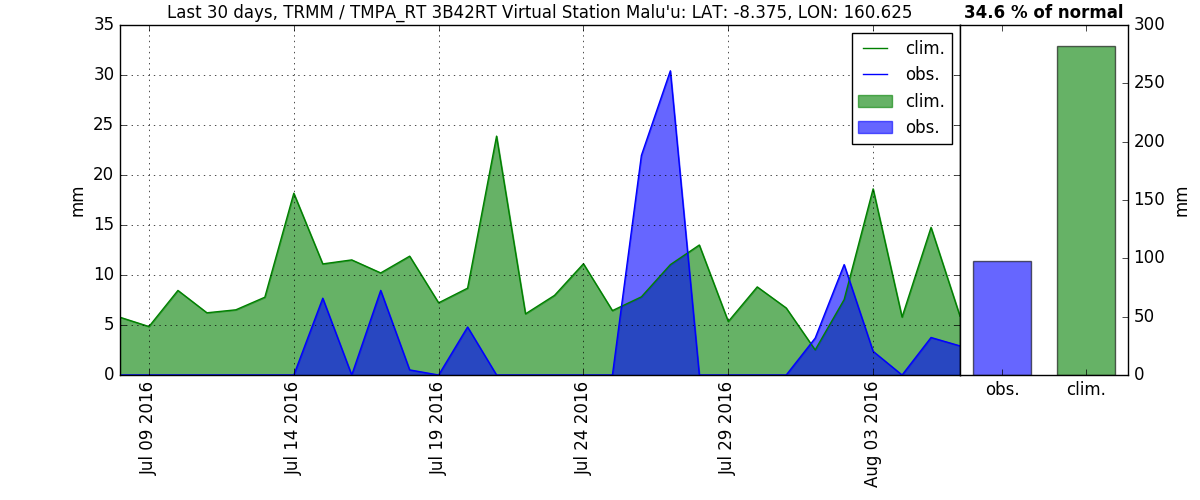 Last 30 days, TRMM / TMPA_RT 3B42RT Virtual Station Malu'u: LAT: -8.375, LON: 160.625
34.6 % of normal
35
30
25
20
15
10
5
0
mm
clim.
obs.
clim.
obs.
300
250
200
150
100
50
0
mm
obs.
clim.
Jul 09 2016
Jul 14 2016
Jul 19 2016
Jul 24 2016
Jul 29 2016
Aug 03 2016